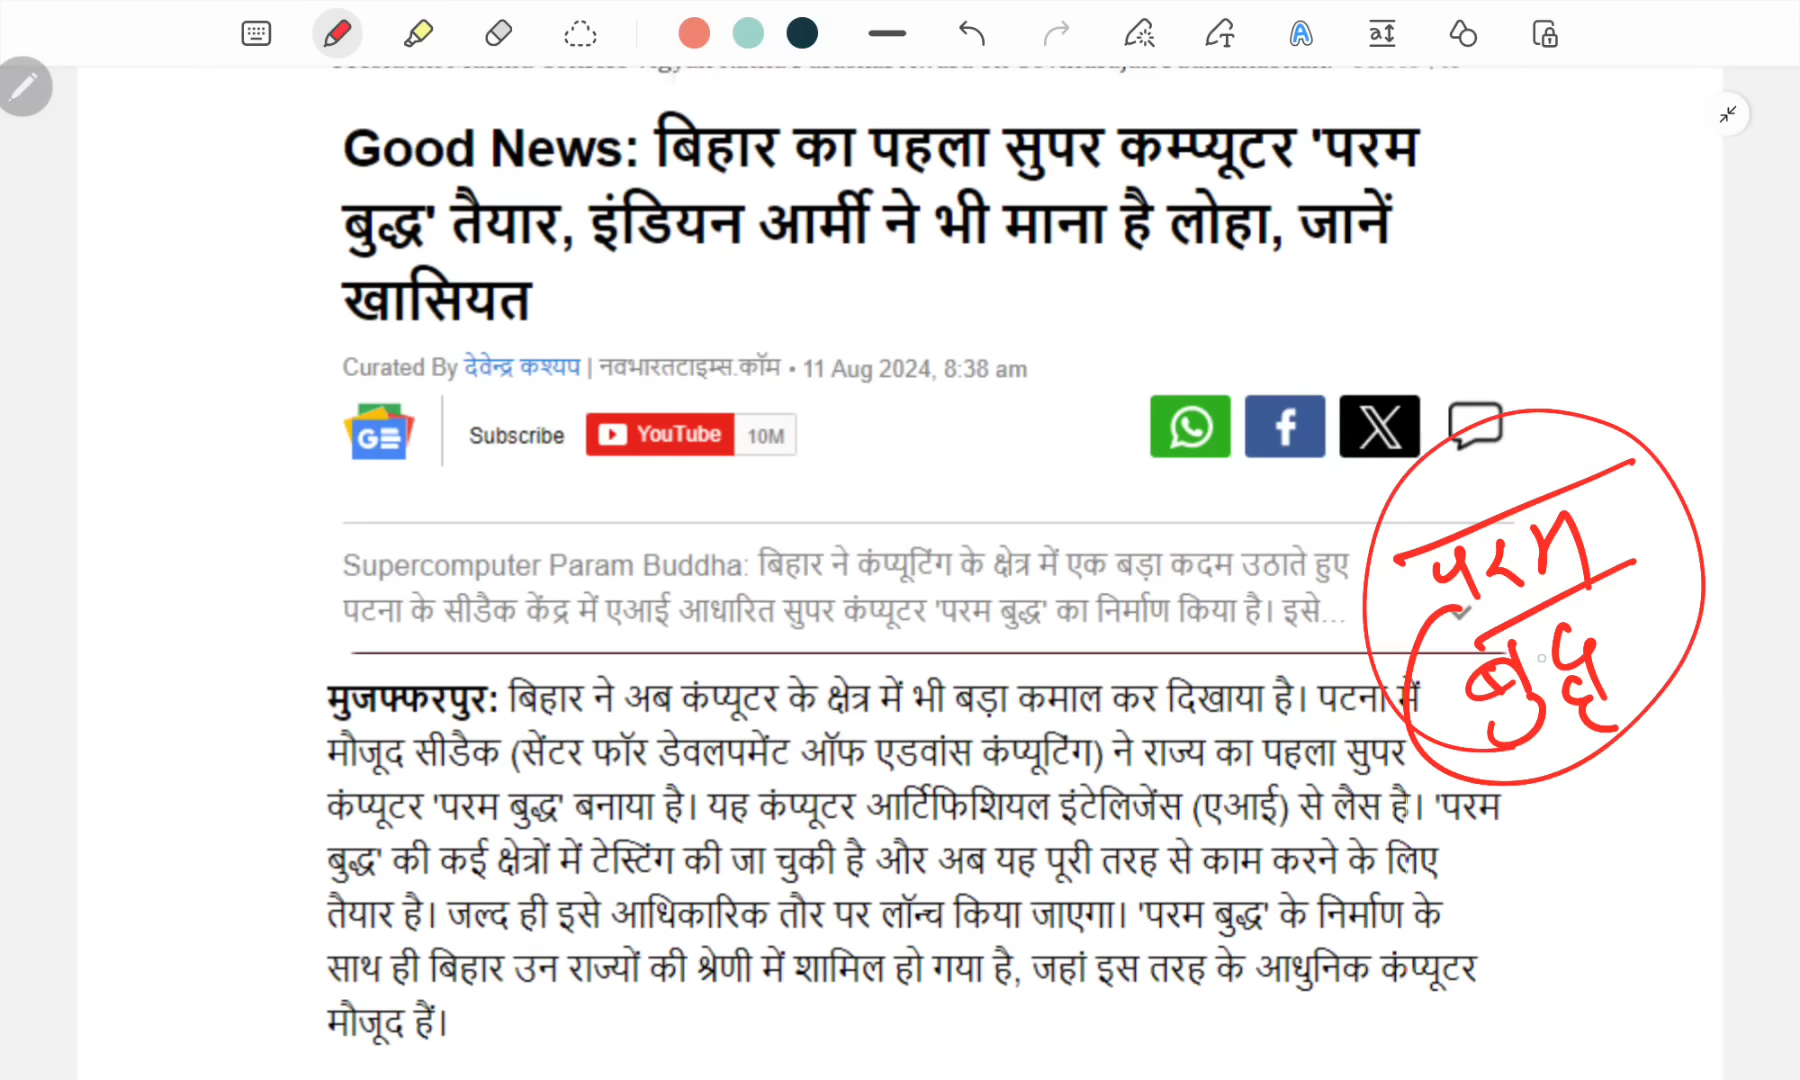 Good News: बिहार का पहला सुपर कम्प्यूटर 'परम
बुद्ध' तैयार, इंडियन आर्मी ने भी माना है लोहा, जानें
खासियत
Curated By देवेन्द्र कश्यप | नवभारतटाइम्स.कॉम • 11 Aug 2024, 8:38 am
Subscribe YouTube 10M
Supercomputer Param Buddha: बिहार ने कंप्यूटिंग के क्षेत्र में एक बड़ा कदम उठाते हुए
पटना के सीडैक केंद्र में एआई आधारित सुपर कंप्यूटर 'परम बुद्ध' का निर्माण किया है। इसे...
परम
बुद्ध
मुजफ्फरपुर: बिहार ने अब कंप्यूटर के क्षेत्र में भी बड़ा कमाल कर दिखाया है। पटना में
मौजूद सीडैक (सेंटर फॉर डेवलपमेंट ऑफ एडवांस कंप्यूटिंग) ने राज्य का पहला सुपर
कंप्यूटर 'परम बुद्ध' बनाया है। यह कंप्यूटर आर्टिफिशियल इंटेलिजेंस (एआई) से लैस है। 'परम
बुद्ध' की कई क्षेत्रों में टेस्टिंग की जा चुकी है और अब यह पूरी तरह से काम करने के लिए
तैयार है। जल्द ही इसे आधिकारिक तौर पर लॉन्च किया जाएगा। 'परम बुद्ध' के निर्माण के
साथ ही बिहार उन राज्यों की श्रेणी में शामिल हो गया है, जहां इस तरह के आधुनिक कंप्यूटर
मौजूद हैं।